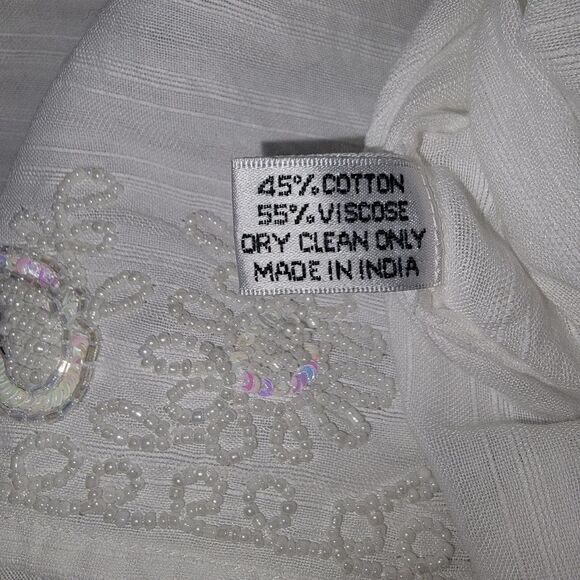 45% COTTON
55% VISCOSE
DRY CLEAN ONLY
MADE IN INDIA